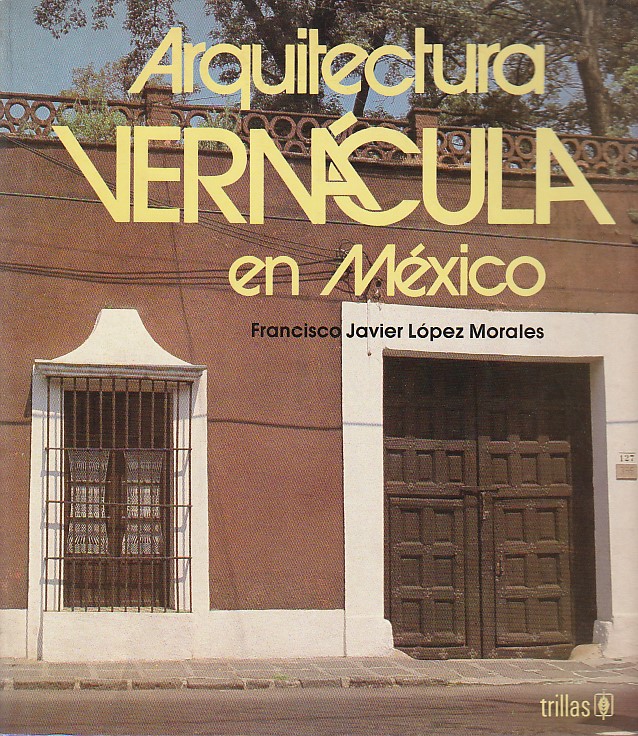 Arquitectura
VERNÁCULA
en México
Francisco Javier López Morales
127
trillas